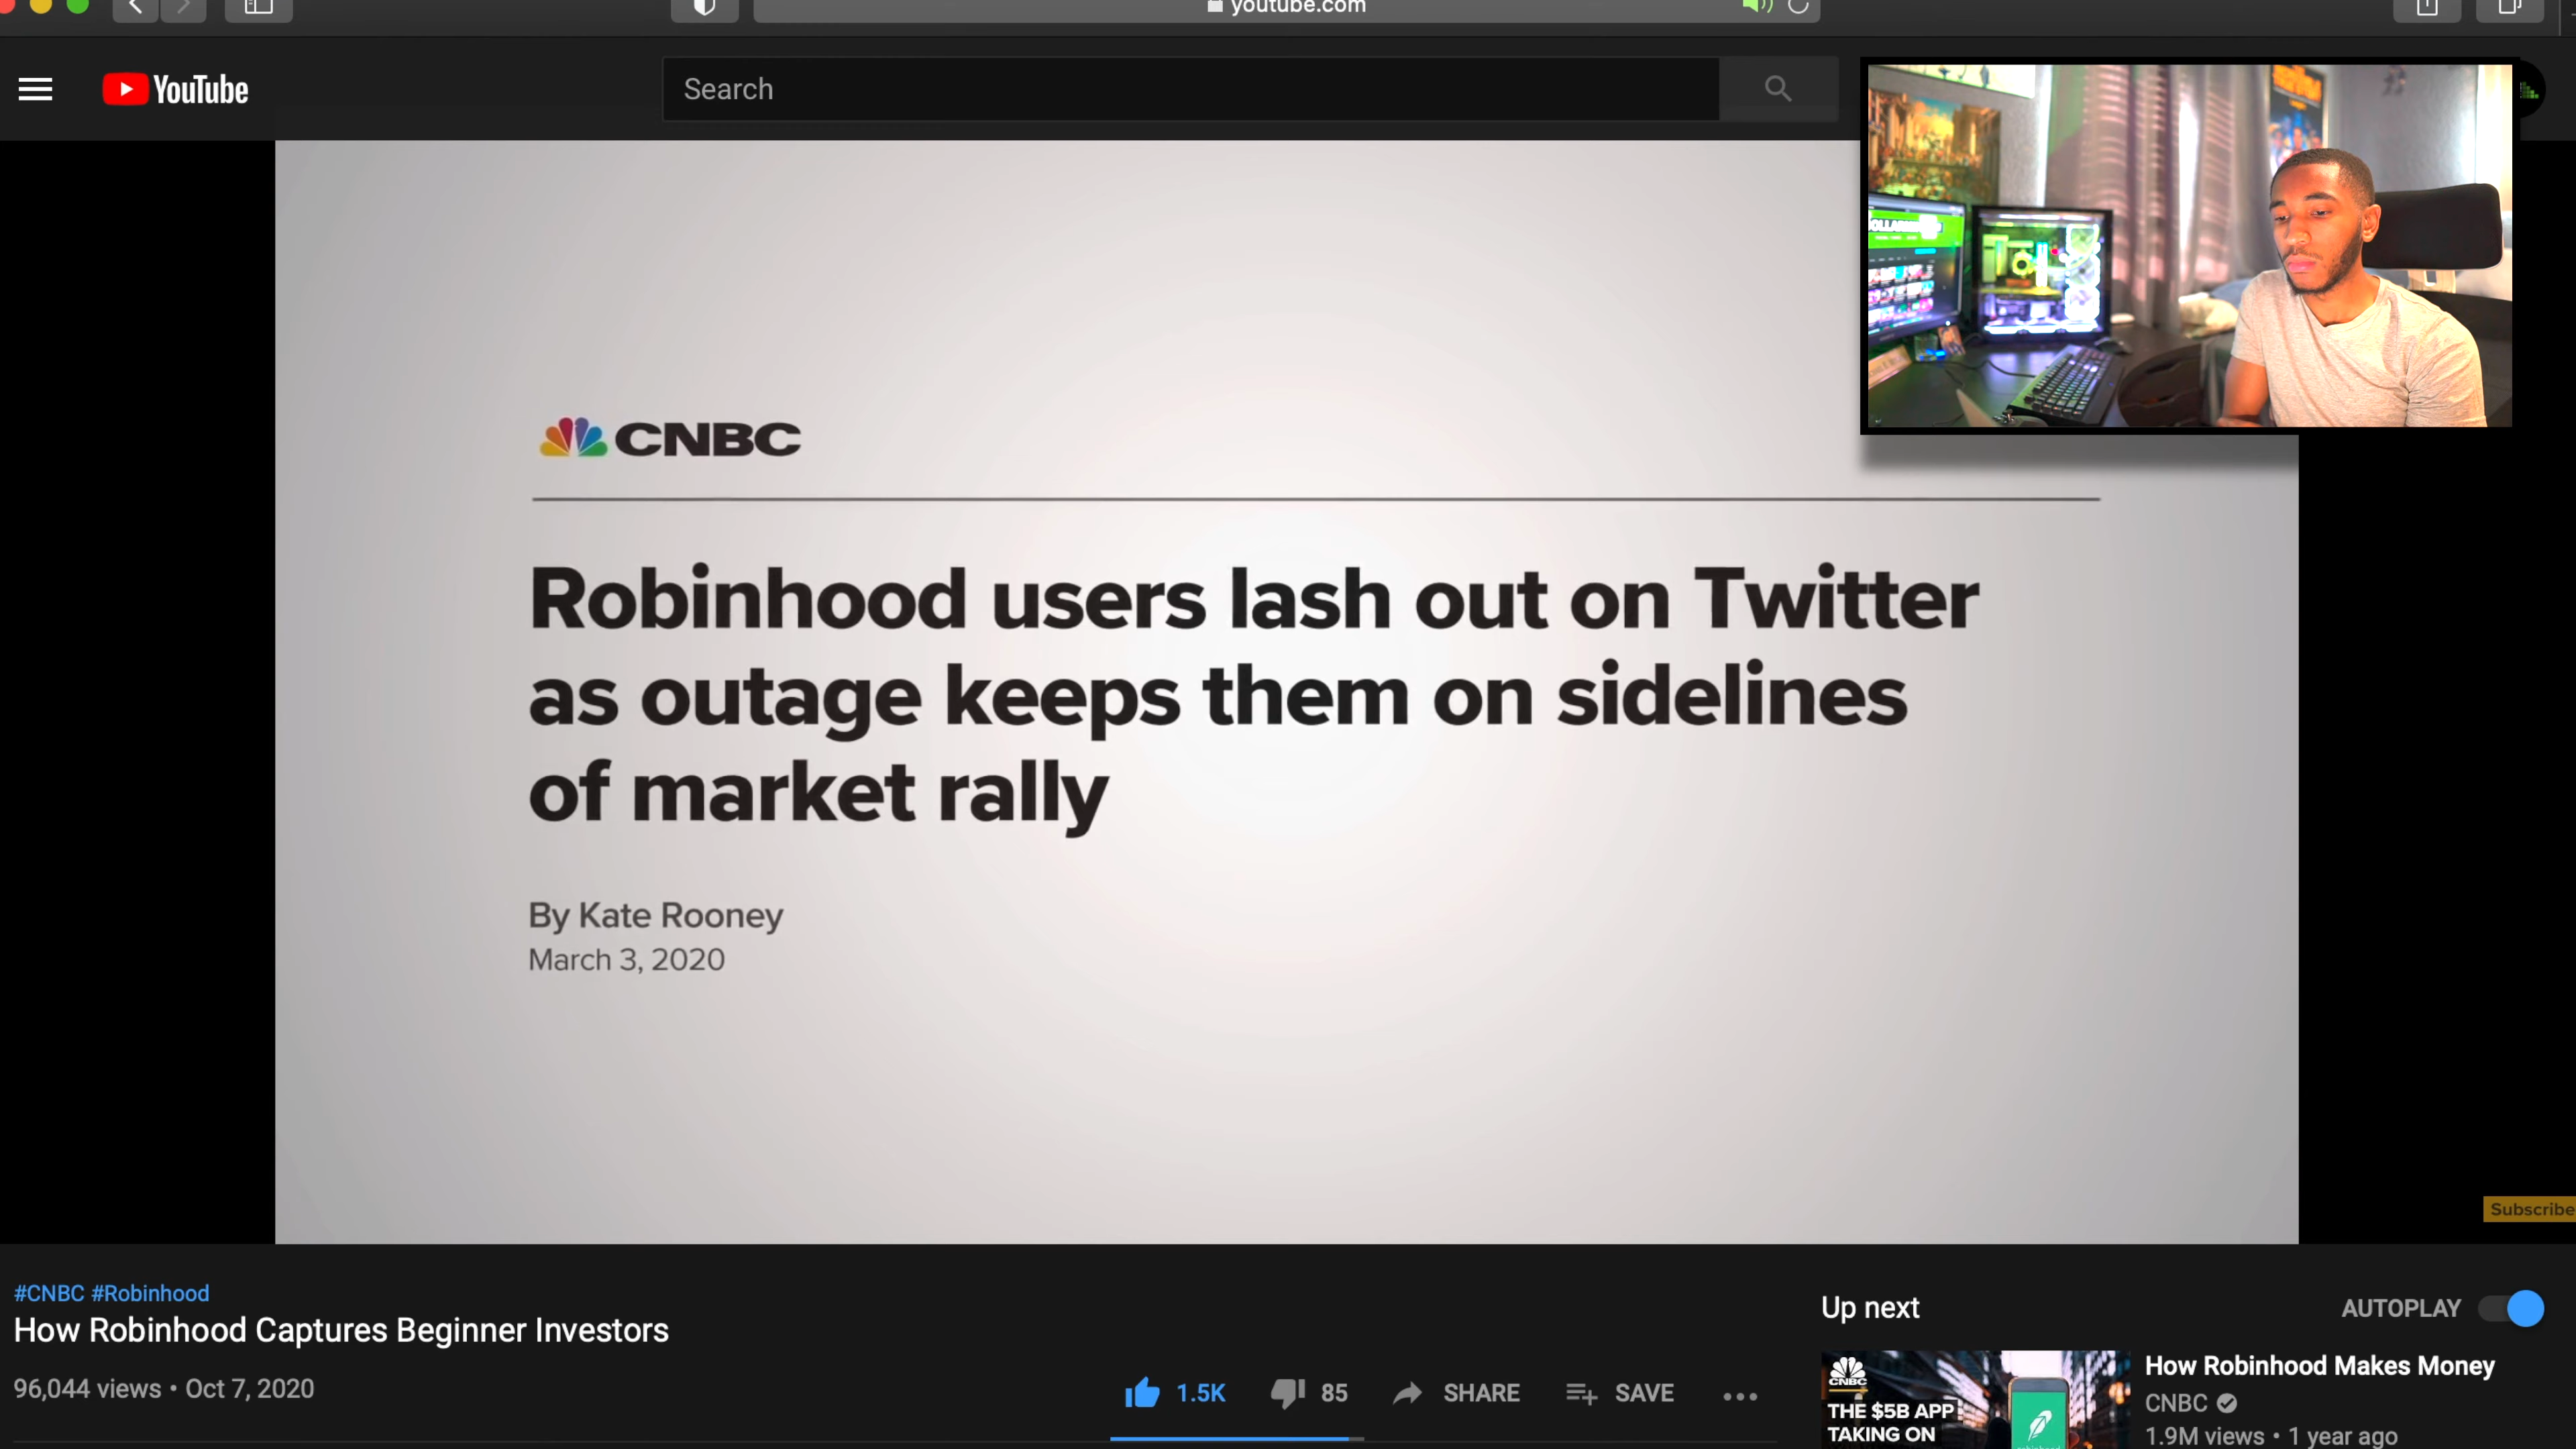 youtube.com
YouTube
Search
CNBC
Robinhood users lash out on Twitter
as outage keeps them on sidelines
of market rally
By Kate Rooney
March 3, 2020
Subscribe
#CNBC #Robinhood
How Robinhood Captures Beginner Investors
96,044 views • Oct 7, 2020
1.5K
85
SHARE
SAVE
Up next
AUTOPLAY
CNBC
THE $5B APP
TAKING ON
How Robinhood Makes Money
CNBC
1.9M views • 1 year ago